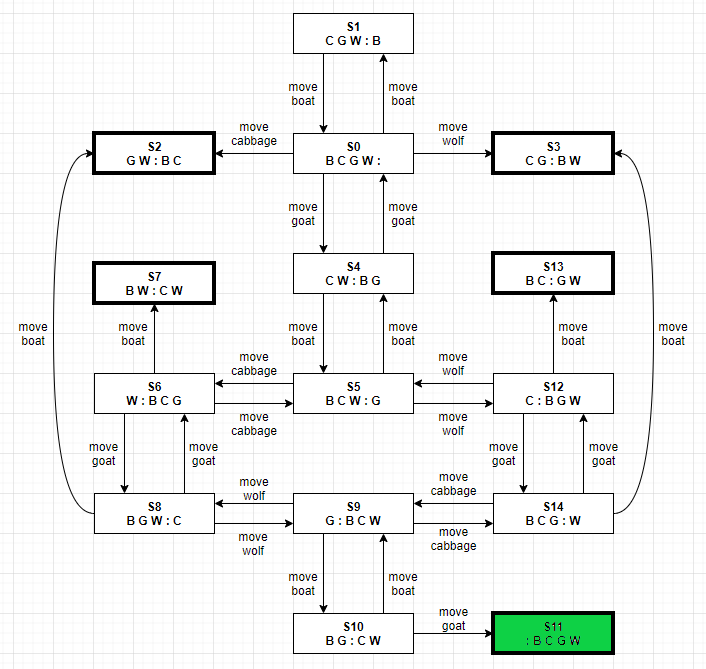 S1
C G W : B
move
boat
move
boat
move
cabbage
move
wolf
S2
G W : B C
S0
B C G W :
S3
C G : B W
move
goat
move
goat
S7
B W : C W
S4
C W : B G
S13
B C : G W
move
boat
move
boat
move
boat
move
boat
move
boat
move
boat
move
cabbage
move
wolf
S6
W : B C G
S5
B C W : G
S12
C : B G W
move
cabbage
move
wolf
move
goat
move
goat
move
goat
move
goat
move
wolf
move
cabbage
S8
B G W : C
S9
G : B C W
S14
B C G : W
move
wolf
move
cabbage
move
boat
move
boat
S10
B G : C W
move
goat
S11
: B C G W